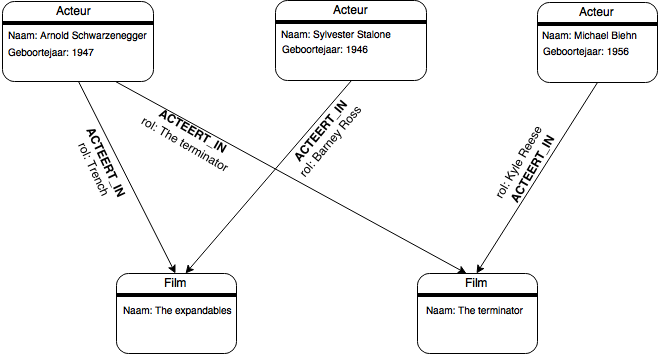 Acteur
Naam: Arnold Schwarzenegger
Geboortejaar: 1947
Acteur
Naam: Sylvester Stalone
Geboortejaar: 1946
Acteur
Naam: Michael Biehn
Geboortejaar: 1956
ACTEERT_IN
rol: Trench
ACTEERT_IN
rol: The terminator
ACTEERT_IN
rol: Barney Ross
rol: Kyle Reese
ACTEERT_IN
Film
Naam: The expandables
Film
Naam: The terminator